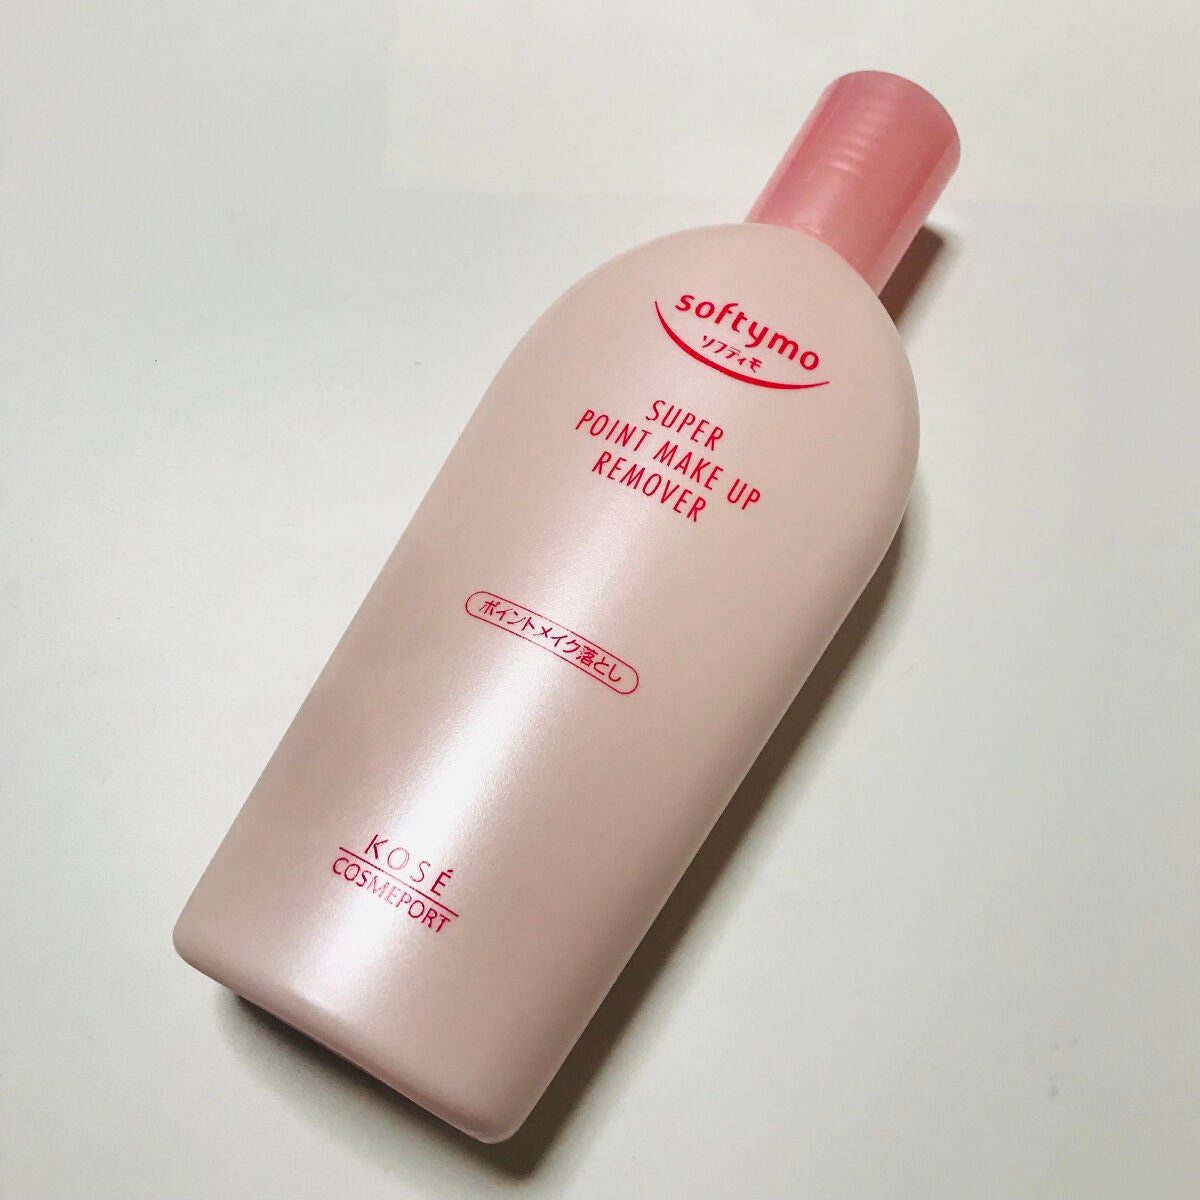 softymo
ソフティモ
SUPER
POINT MAKE UP
REMOVER
ポイントメイク落とし
KOSÉ
COSMEPORT